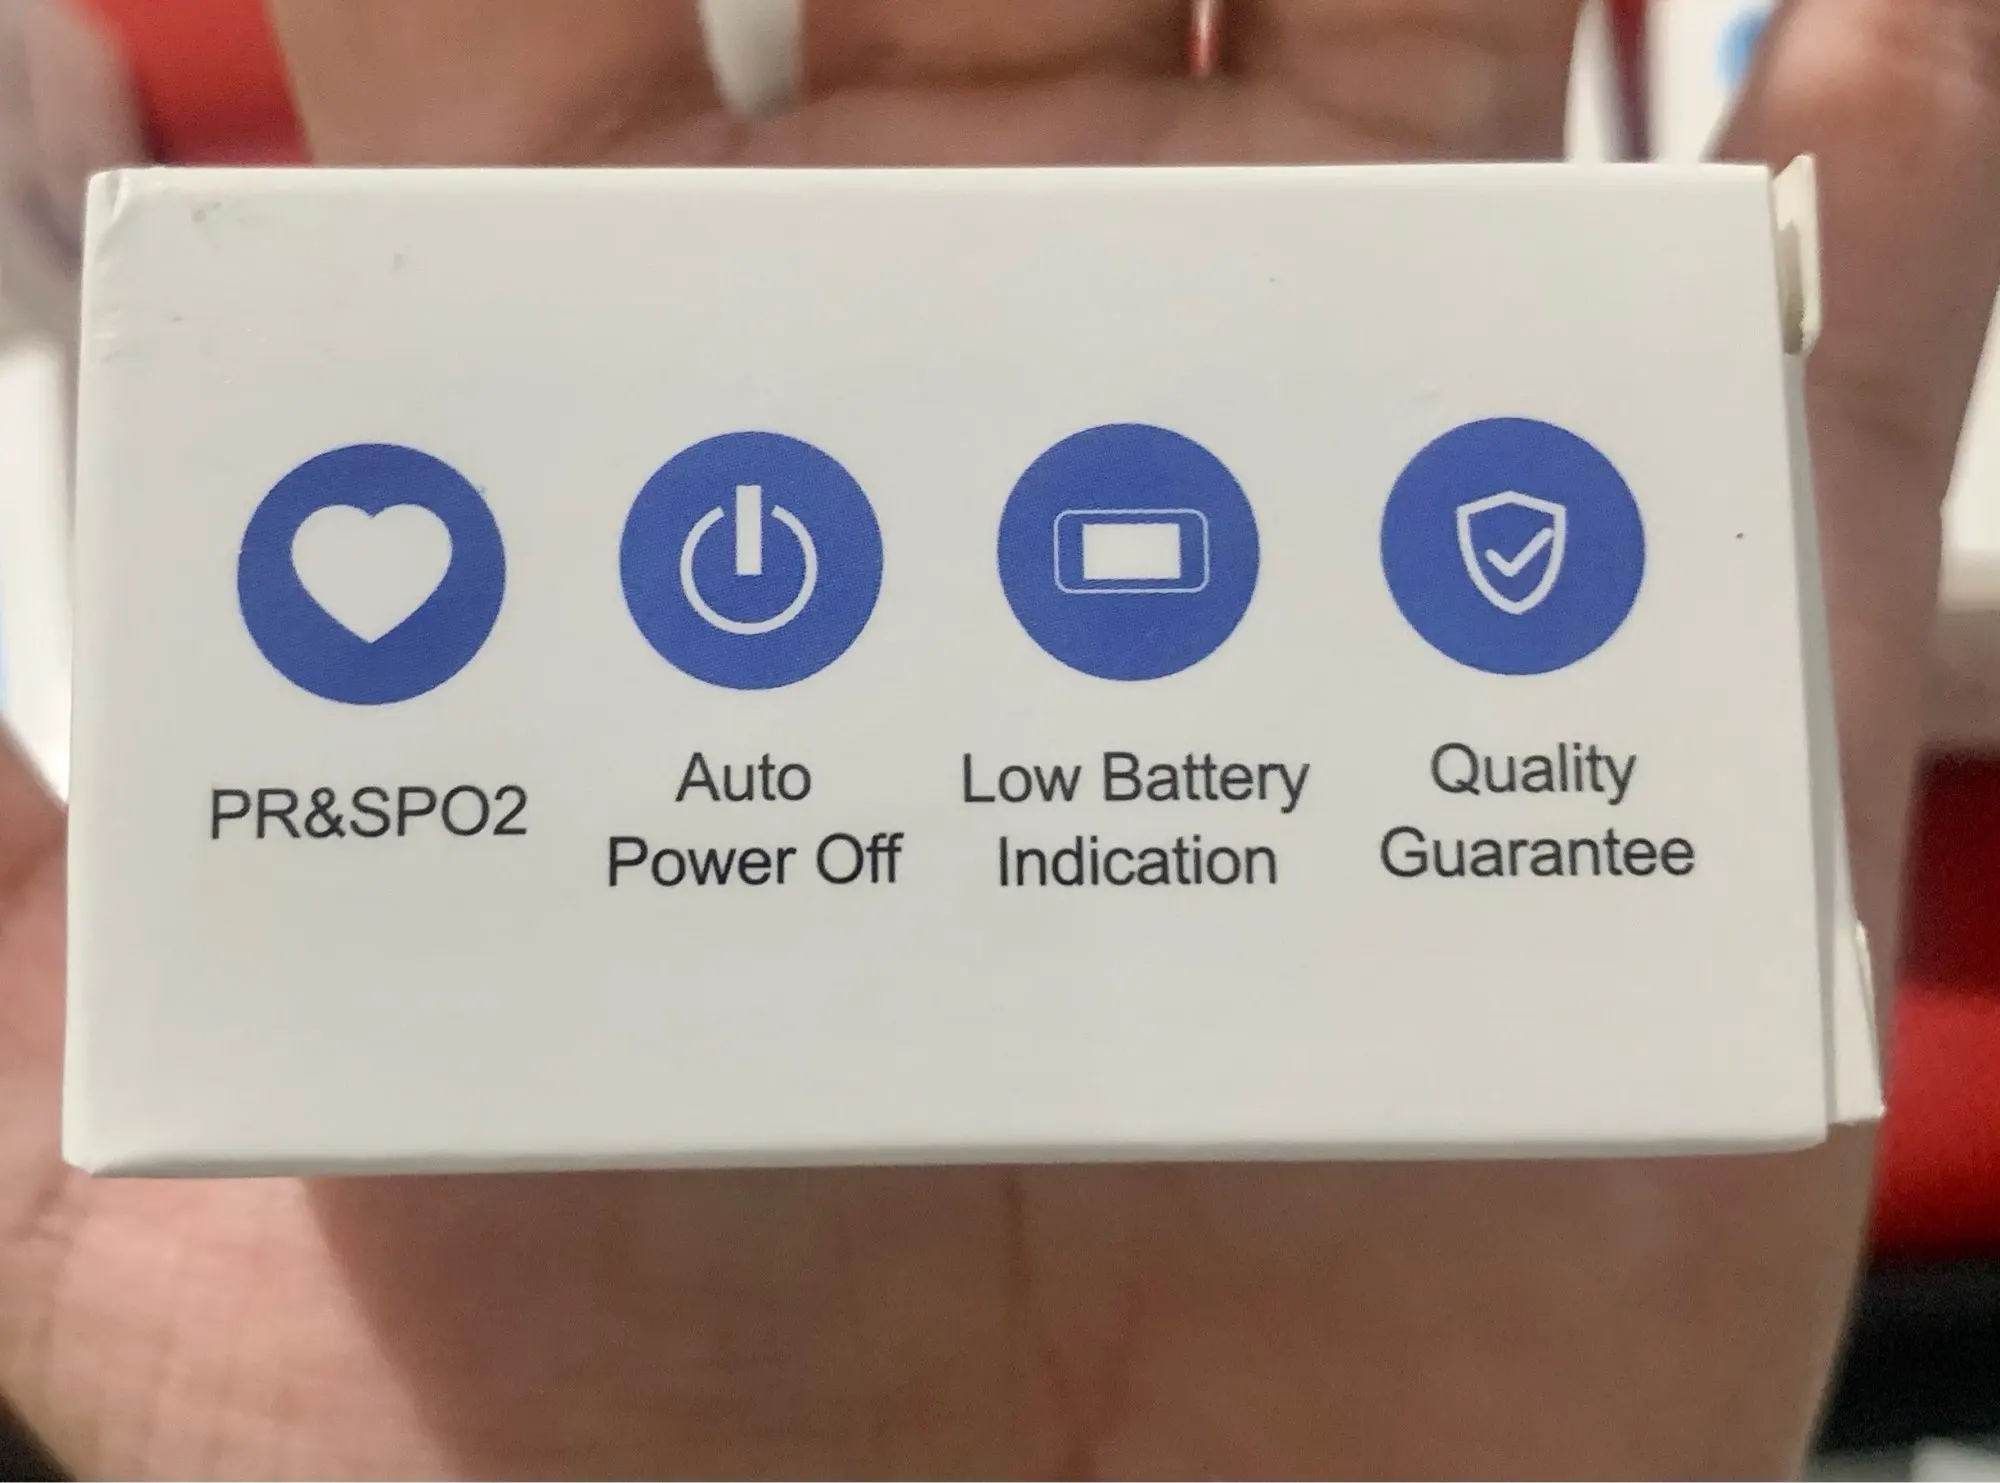 PR&SPO2
Auto
Power Off
Low Battery
Indication
Quality
Guarantee